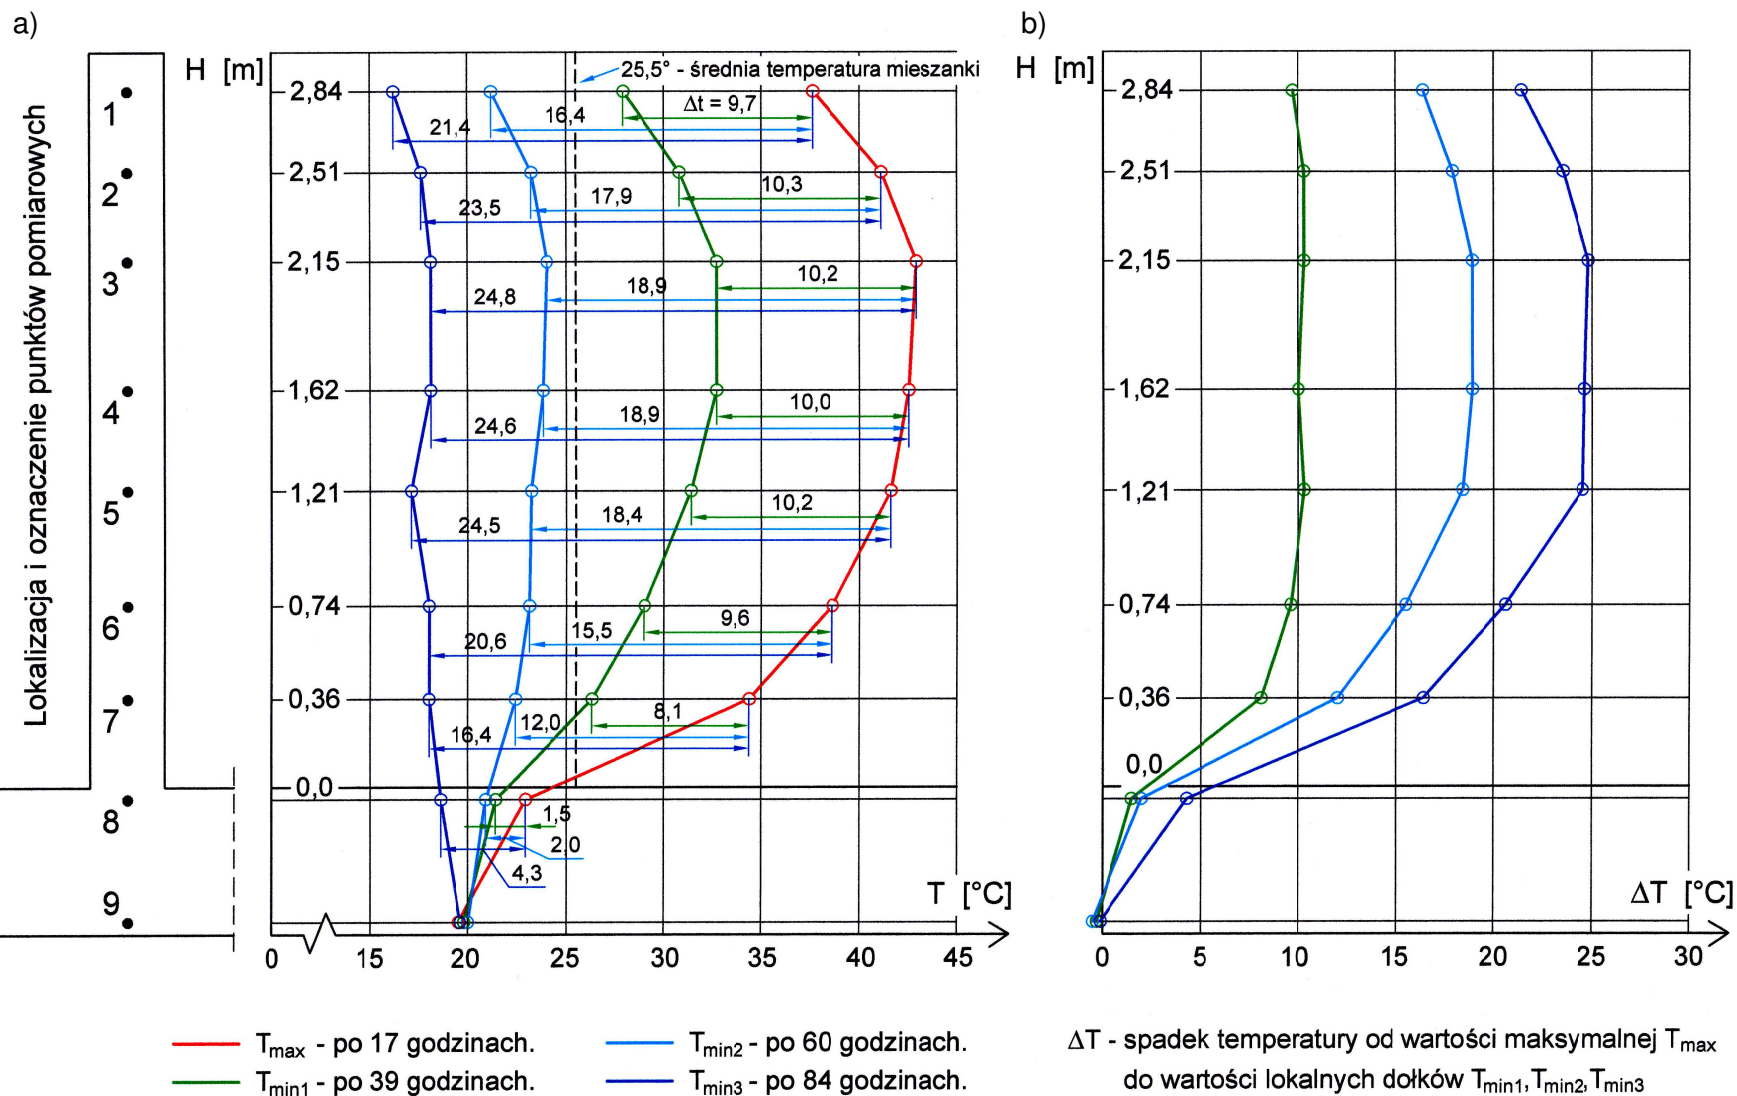 a)
b)
Lokalizacja i oznaczenie punktów pomiarowych
1
2
3
4
5
6
7
8
9
H [m]
25,5° - średnia temperatura mieszanki
2,84
2,51
2,15
1,62
1,21
0,74
0,36
0,0
Δt = 9,7
16,4
21,4
10,3
17,9
23,5
10,2
18,9
24,8
10,0
18,9
24,6
10,2
18,4
24,5
9,6
15,5
20,6
8,1
12,0
16,4
1,5
2,0
4,3
T [°C]
0 15 20 25 30 35 40 45
H [m]
2,84
2,51
2,15
1,62
1,21
0,74
0,36
0,0
ΔT [°C]
0 5 10 15 20 25 30
Tmax - po 17 godzinach.
Tmin1 - po 39 godzinach.
Tmin2 - po 60 godzinach.
Tmin3 - po 84 godzinach.
ΔT - spadek temperatury od wartości maksymalnej Tmax
do wartości lokalnych dołków Tmin1,Tmin2,Tmin3